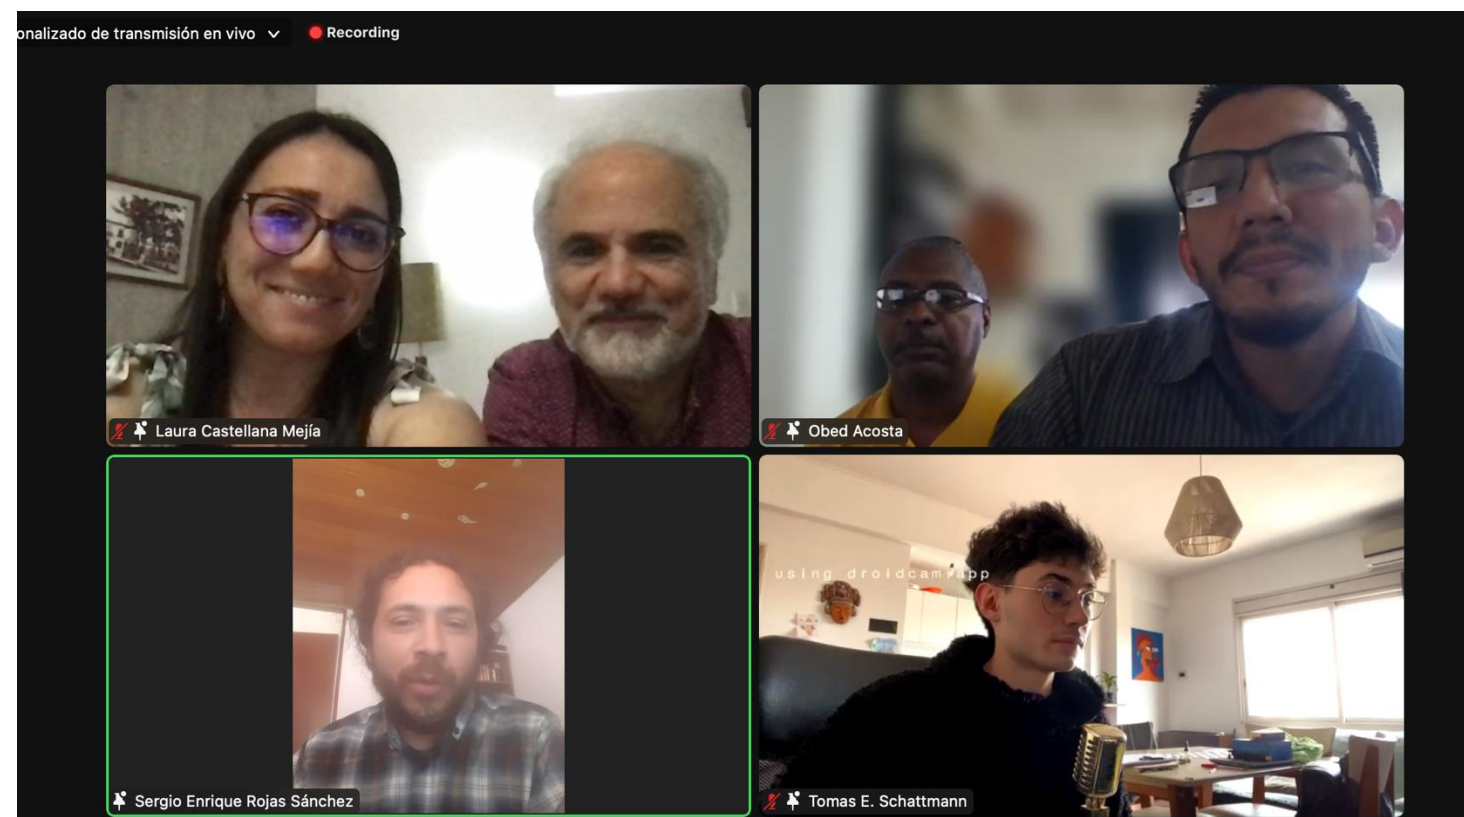 onalizado de transmisión en vivo
Recording
Laura Castellana Mejía
Obed Acosta
using droidcam app
Sergio Enrique Rojas Sánchez
Tomas E. Schattmann